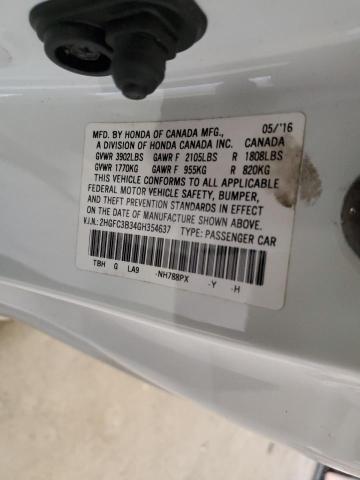 MFD. BY HONDA OF CANADA MFG., 05/'16
A DIVISION OF HONDA CANADA INC. CANADA
GVWR 3902LBS GAWR F 2105LBS R 1808LBS
GVWR 1770KG GAWR F 955KG R 820KG
THIS VEHICLE CONFORMS TO ALL APPLICABLE
FEDERAL MOTOR VEHICLE SAFETY, BUMPER,
AND THEFT PREVENTION STANDARDS IN EFFECT
ON THE DATE OF MANUFACTURE SHOWN ABOVE.
V.I.N.: 2HGFC3B34GH354637 TYPE: PASSENGER CAR
TBH G LA9 -NH788PX -Y -H